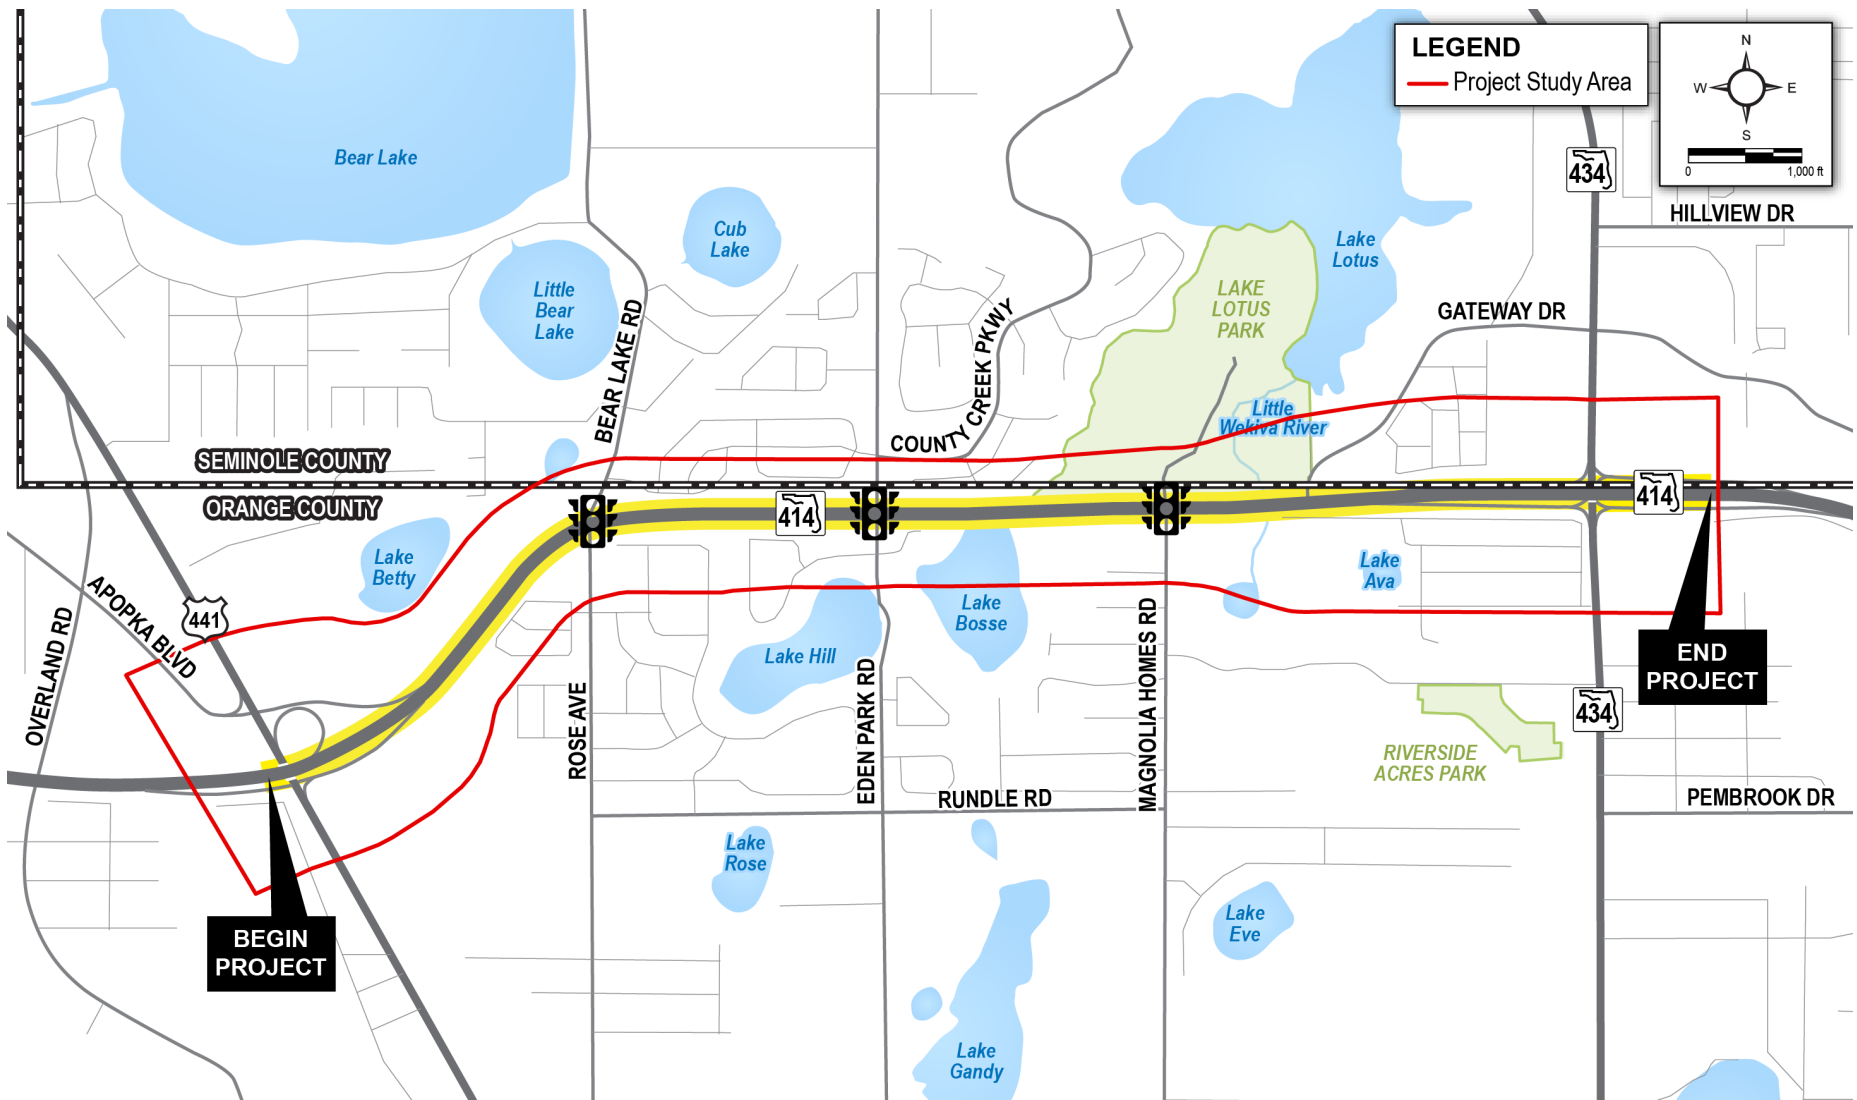 LEGEND
Project Study Area
N
W
E
S
0
1,000 ft
434
HILLVIEW DR
Bear Lake
Cub
Lake
Lake
Lotus
Little
Bear
Lake
LAKE
LOTUS
PARK
GATEWAY DR
BEAR LAKE RD
COUNTY CREEK PKWY
Little
Wekiva River
SEMINOLE COUNTY
ORANGE COUNTY
414
414
Lake
Betty
Lake
Ava
APOPKA BLVD
441
OVERLAND RD
Lake
Bosse
Lake Hill
ROSE AVE
EDEN PARK RD
MAGNOLIA HOMES RD
END
PROJECT
434
RIVERSIDE
ACRES PARK
RUNDLE RD
PEMBROOK DR
Lake
Rose
Lake
Eve
BEGIN
PROJECT
Lake
Gandy